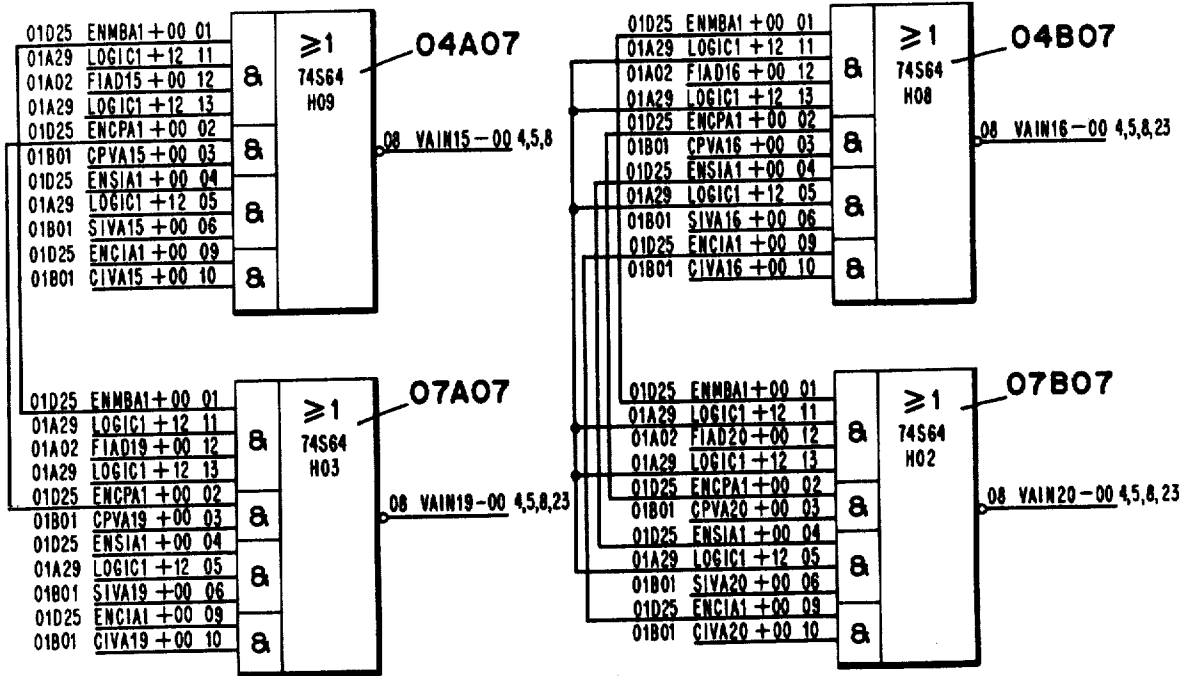 01D25 ENMBA1+00 01
01A29 LOGIC1+12 11
01A02 FIAD15+00 12
01A29 LOGIC1+12 13
01D25 ENCPA1+00 02
01B01 CPVA15+00 03
01D25 ENSIA1+00 04
01A29 LOGIC1+12 05
01B01 SIVA15+00 06
01D25 ENCIA1+00 09
01B01 CIVA15+00 10
&
&
&
&
≥1
74S64
H09
04A07
08 VAIN15-00 4,5,8
01D25 ENMBA1+00 01
01A29 LOGIC1+12 11
01A02 FIAD16+00 12
01A29 LOGIC1+12 13
01D25 ENCPA1+00 02
01B01 CPVA16+00 03
01D25 ENSIA1+00 04
01A29 LOGIC1+12 05
01B01 SIVA16+00 06
01D25 ENCIA1+00 09
01B01 CIVA16+00 10
&
&
&
&
≥1
74S64
H08
04B07
08 VAIN16-00 4,5,8,23
01D25 ENMBA1+00 01
01A29 LOGIC1+12 11
01A02 FIAD19+00 12
01A29 LOGIC1+12 13
01D25 ENCPA1+00 02
01B01 CPVA19+00 03
01D25 ENSIA1+00 04
01A29 LOGIC1+12 05
01B01 SIVA19+00 06
01D25 ENCIA1+00 09
01B01 CIVA19+00 10
&
&
&
&
≥1
74S64
H03
07A07
08 VAIN19-00 4,5,8,23
01D25 ENMBA1+00 01
01A29 LOGIC1+12 11
01A02 FIAD20+00 12
01A29 LOGIC1+12 13
01D25 ENCPA1+00 02
01B01 CPVA20+00 03
01D25 ENSIA1+00 04
01A29 LOGIC1+12 05
01B01 SIVA20+00 06
01D25 ENCIA1+00 09
01B01 CIVA20+00 10
&
&
&
&
≥1
74S64
H02
07B07
08 VAIN20-00 4,5,8,23